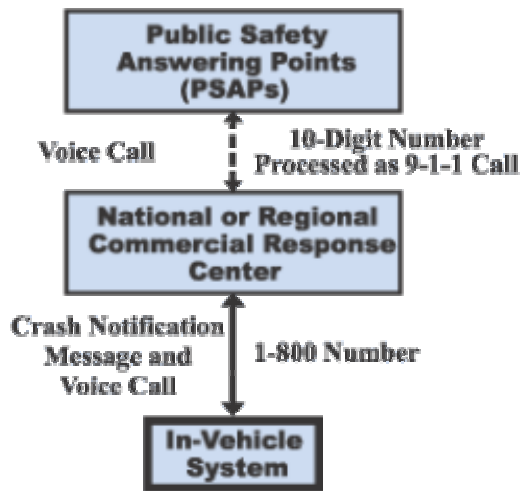 Public Safety
Answering Points
(PSAPs)
Voice Call
10-Digit Number
Processed as 9-1-1 Call
National or Regional
Commercial Response
Center
Crash Notification
Message and
Voice Call
1-800 Number
In-Vehicle
System